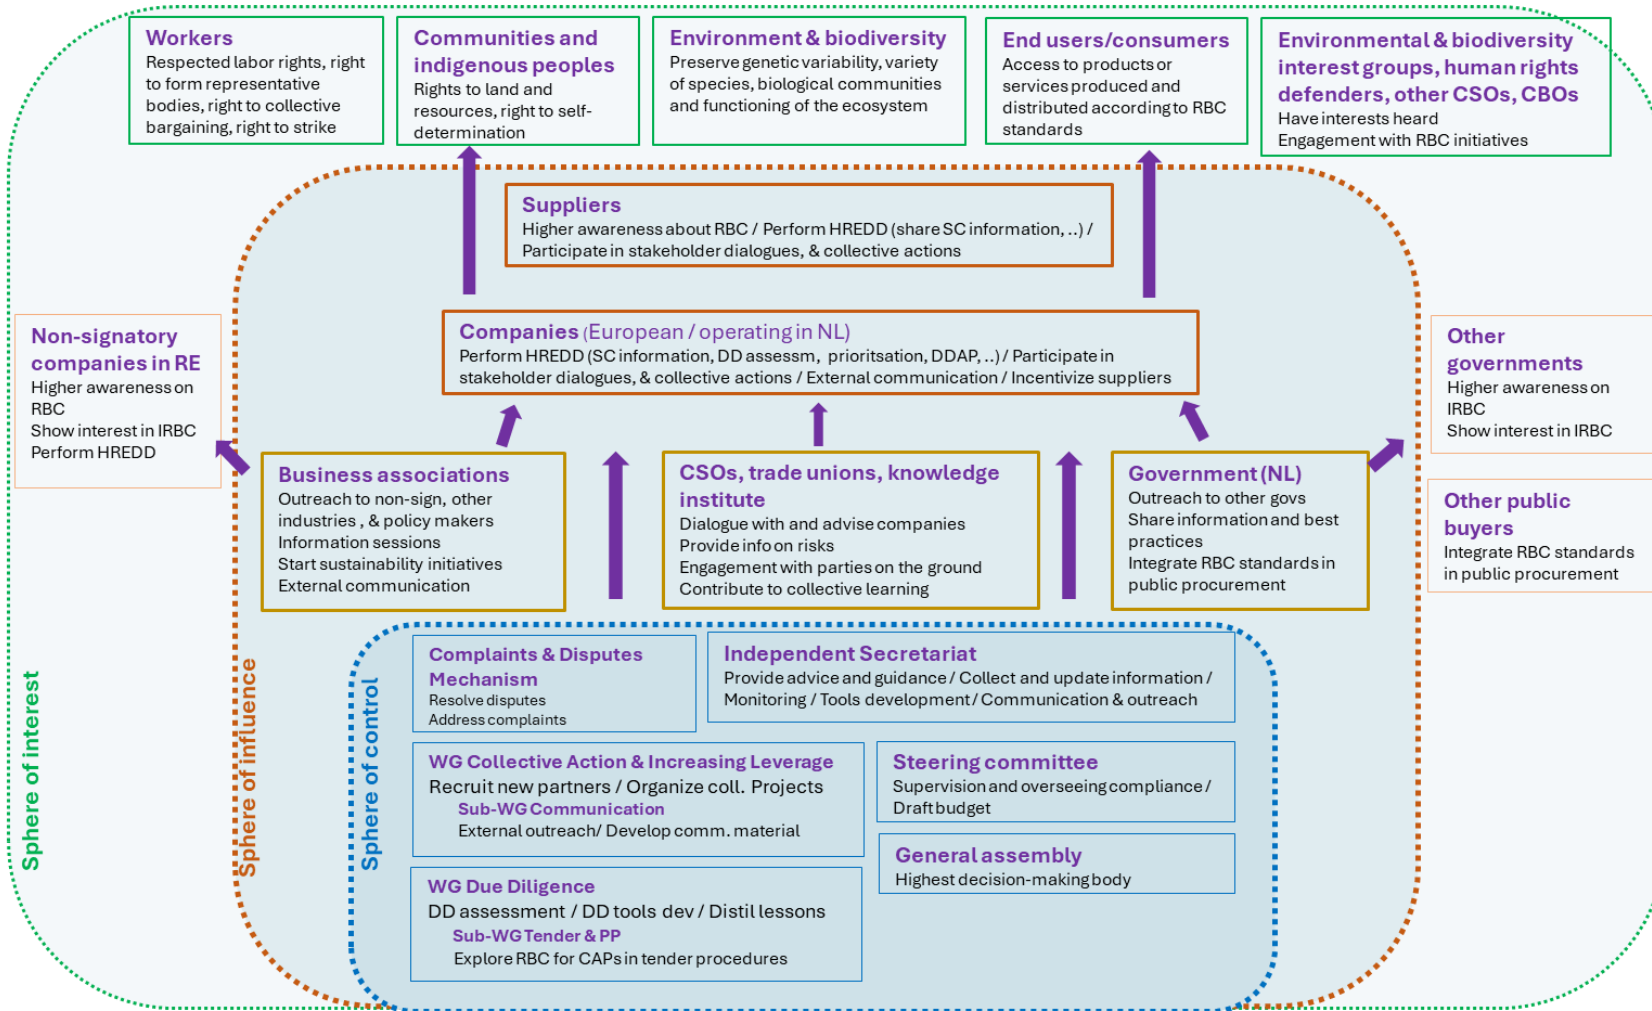 Workers
Respected labor rights, right
to form representative
bodies, right to collective
bargaining, right to strike
Communities and
indigenous peoples
Rights to land and
resources, right to self-
determination
Environment & biodiversity
Preserve genetic variability, variety
of species, biological communities
and functioning of the ecosystem
End users/consumers
Access to products or
services produced and
distributed according to RBC
standards
Environmental & biodiversity
interest groups, human rights
defenders, other CSOs, CBOs
Have interests heard
Engagement with RBC initiatives
Suppliers
Higher awareness about RBC / Perform HREDD (share SC information, ..) /
Participate in stakeholder dialogues, & collective actions
Non-signatory
companies in RE
Higher awareness on
RBC
Show interest in IRBC
Perform HREDD
Companies (European / operating in NL)
Perform HREDD (SC information, DD assessm, prioritsation, DDAP, ..) / Participate in
stakeholder dialogues, & collective actions / External communication / Incentivize suppliers
Other
governments
Higher awareness on
IRBC
Show interest in IRBC
Business associations
Outreach to non-sign, other
industries , & policy makers
Information sessions
Start sustainability initiatives
External communication
CSOs, trade unions, knowledge
institute
Dialogue with and advise companies
Provide info on risks
Engagement with parties on the ground
Contribute to collective learning
Government (NL)
Outreach to other govs
Share information and best
practices
Integrate RBC standards in
public procurement
Other public
buyers
Integrate RBC standards
in public procurement
Sphere of interest
Sphere of influence
Sphere of control
Complaints & Disputes
Mechanism
Resolve disputes
Address complaints
Independent Secretariat
Provide advice and guidance / Collect and update information /
Monitoring / Tools development / Communication & outreach
WG Collective Action & Increasing Leverage
Recruit new partners / Organize coll. Projects
Sub-WG Communication
External outreach/ Develop comm. material
Steering committee
Supervision and overseeing compliance /
Draft budget
General assembly
Highest decision-making body
WG Due Diligence
DD assessment / DD tools dev / Distil lessons
Sub-WG Tender & PP
Explore RBC for CAPs in tender procedures